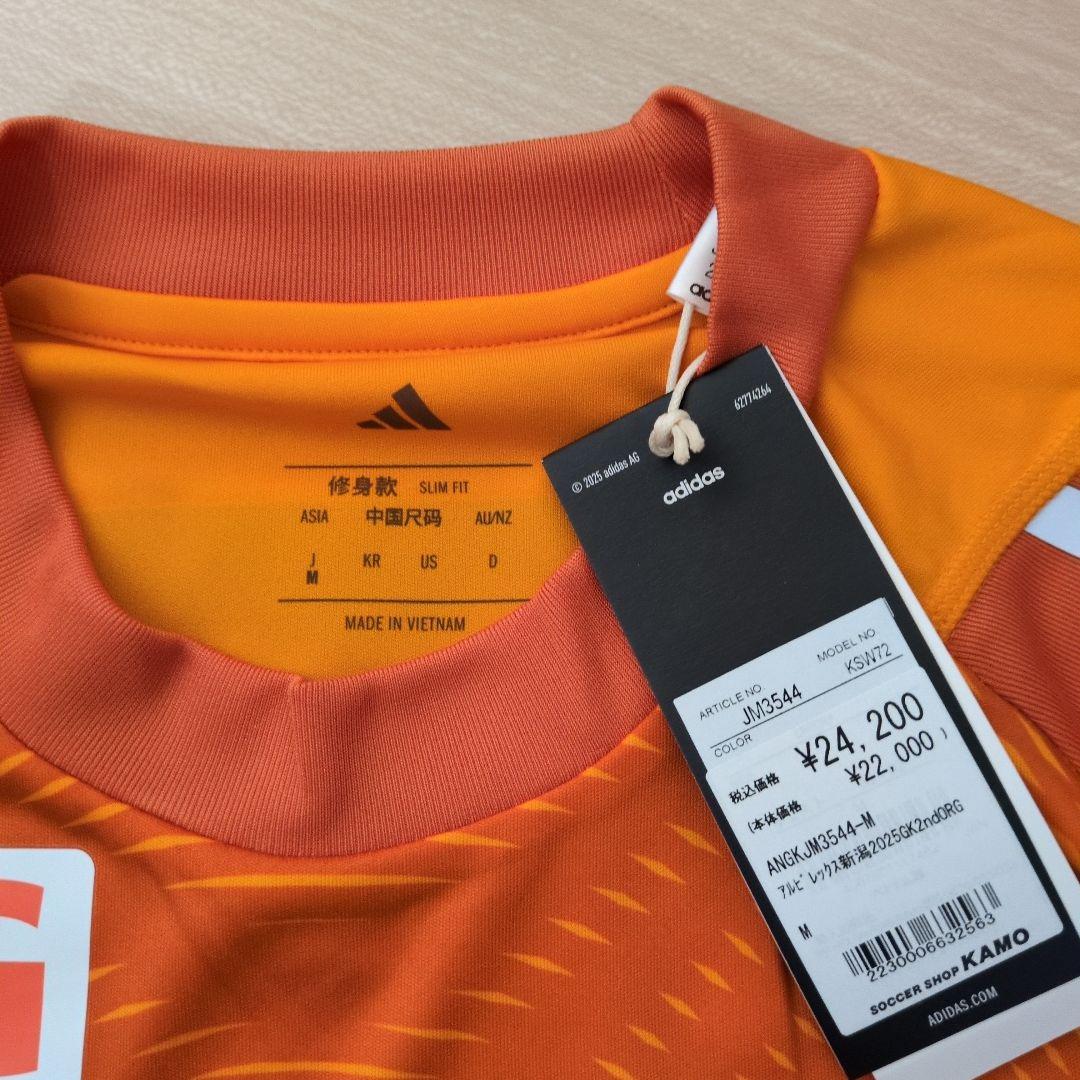 修身款 SLIM FIT
ASIA 中国尺码 AU/NZ
J KR US D
M
MADE IN VIETNAM
62774264
© 2025 adidas AG
adidas
MODEL NO
KSW72
ARTICLE NO.
JM3544
COLOR
税込価格 ¥24,200
(本体価格 ¥22,000 )
ANGKJM3544-M
アルビレックス新潟2025GK2ndORG
M
2230006632563
SOCCER SHOP KAMO
ADIDAS.COM